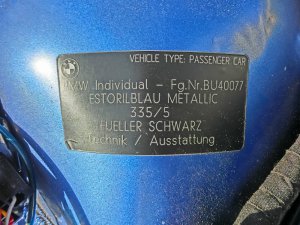 VEHICLE TYPE: PASSENGER CAR
BMW Individual - Fg.Nr.BU40077
ESTORILBLAU METALLIC
335/5
FUELLER SCHWARZ
Technik / Ausstattung